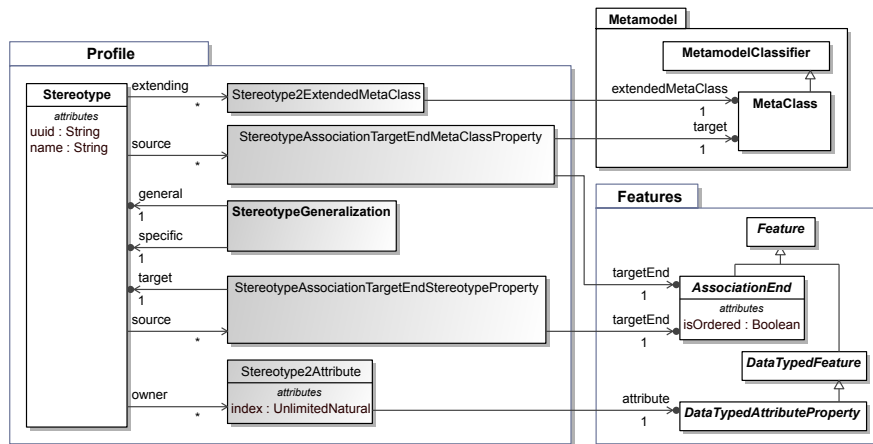 Profile
Stereotype
attributes
uuid : String
name : String
extending
*
Stereotype2ExtendedMetaClass
source
*
StereotypeAssociationTargetEndMetaClassProperty
general
1
StereotypeGeneralization
specific
1
target
1
StereotypeAssociationTargetEndStereotypeProperty
source
*
Stereotype2Attribute
attributes
index : UnlimitedNatural
owner
*
Metamodel
MetamodelClassifier
extendedMetaClass
1
MetaClass
target
1
Features
Feature
targetEnd
1
AssociationEnd
attributes
isOrdered : Boolean
targetEnd
1
DataTypedFeature
attribute
1
DataTypedAttributeProperty